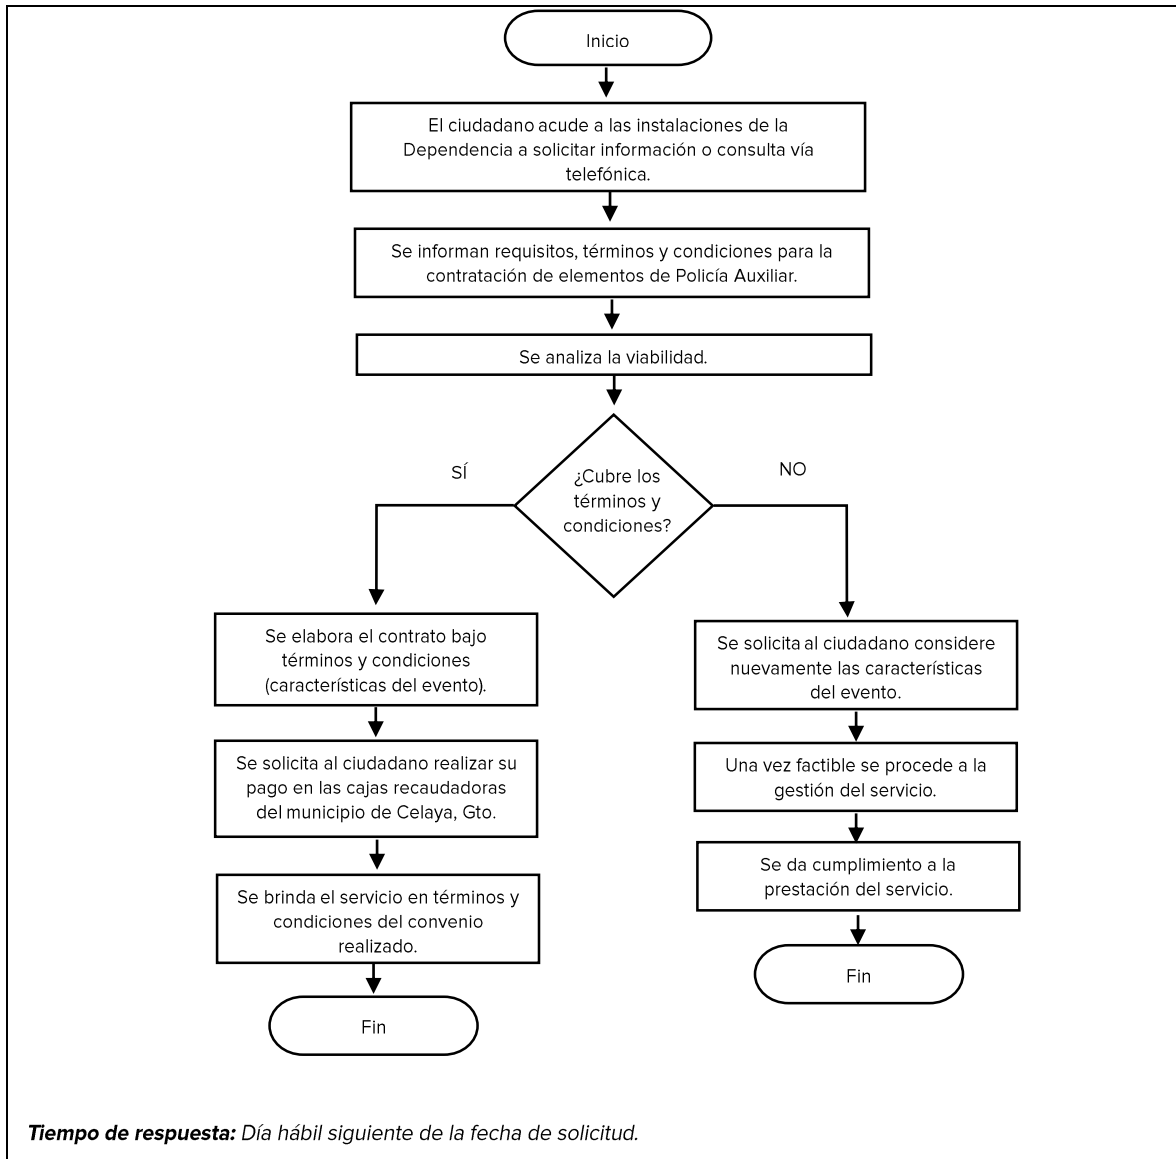 Inicio
El ciudadano acude a las instalaciones de la
Dependencia a solicitar información o consulta vía
telefónica.
Se informan requisitos, términos y condiciones para la
contratación de elementos de Policía Auxiliar.
Se analiza la viabilidad.
¿Cubre los
términos y
condiciones?
SÍ
NO
Se elabora el contrato bajo
términos y condiciones
(características del evento).
Se solicita al ciudadano realizar su
pago en las cajas recaudadoras
del municipio de Celaya, Gto.
Se brinda el servicio en términos y
condiciones del convenio
realizado.
Fin
Se solicita al ciudadano considere
nuevamente las características
del evento.
Una vez factible se procede a la
gestión del servicio.
Se da cumplimiento a la
prestación del servicio.
Fin
Tiempo de respuesta: Día hábil siguiente de la fecha de solicitud.